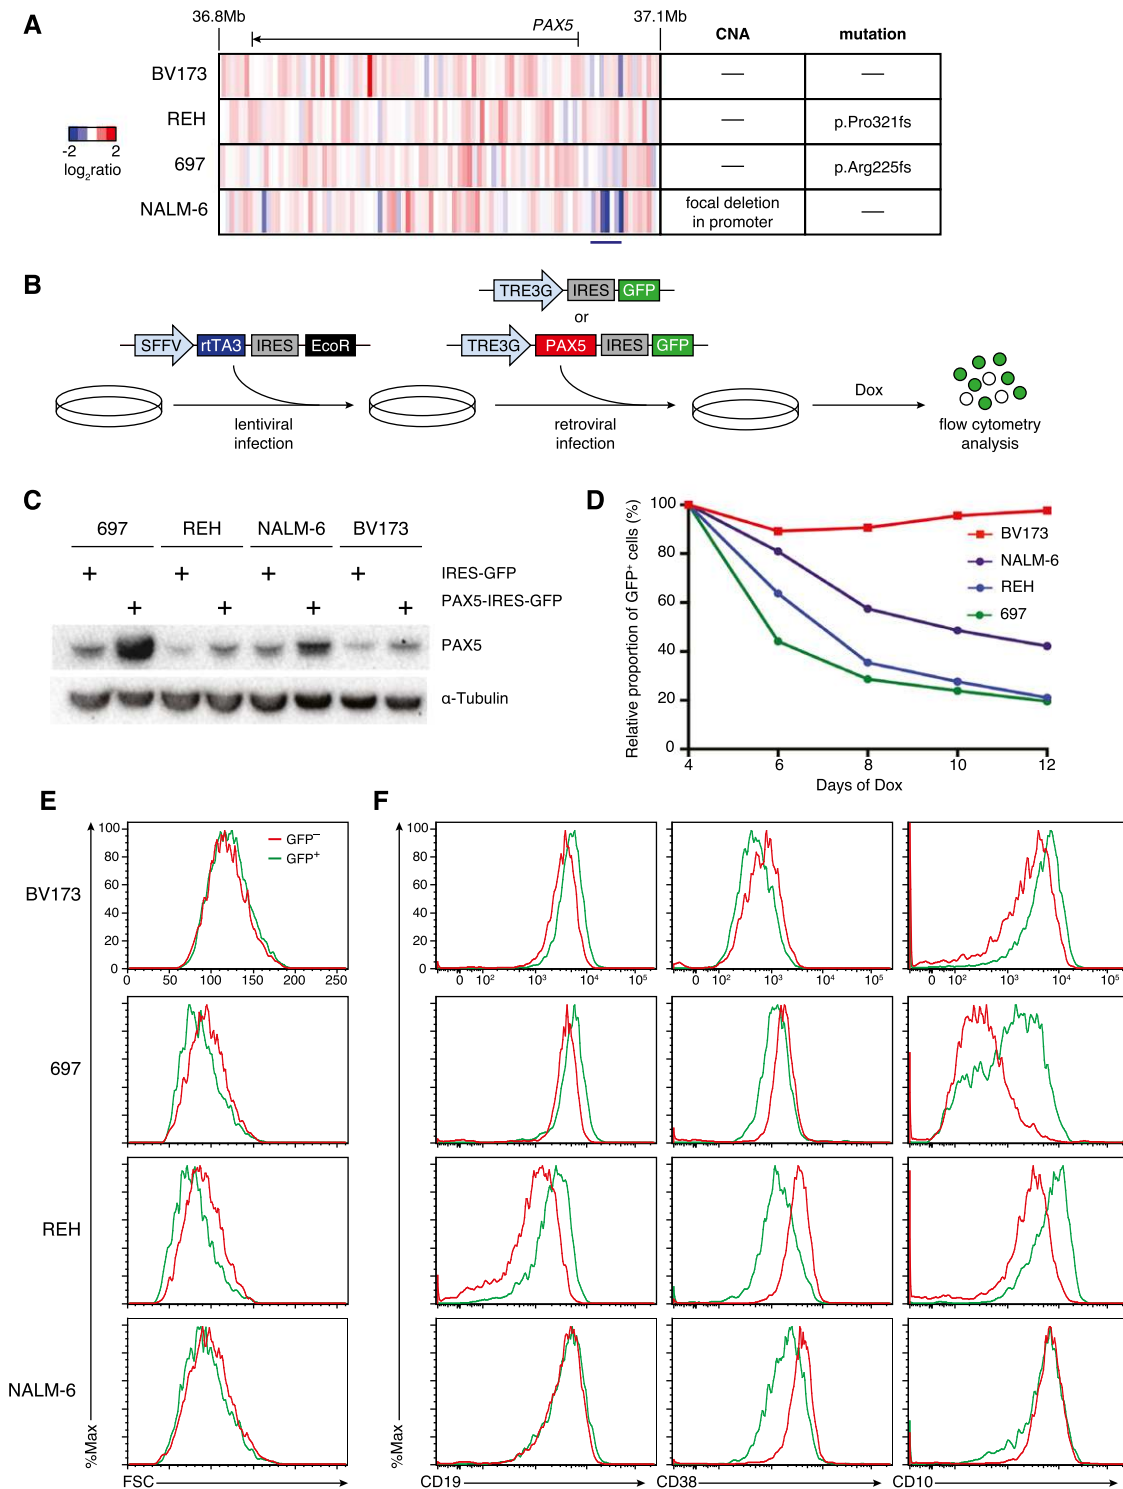 A
36.8Mb
PAX5
37.1Mb
CNA
mutation
BV173
—
—
REH
—
p.Pro321fs
697
—
p.Arg225fs
NALM-6
focal deletion
in promoter
—
-2
2
log2ratio
B
TRE3G
IRES
GFP
or
SFFV
rtTA3
IRES
EcoR
TRE3G
PAX5
IRES
GFP
lentiviral
infection
retroviral
infection
Dox
flow cytometry
analysis
C
697
REH
NALM-6
BV173
+ + + + IRES-GFP
+ + + + PAX5-IRES-GFP
PAX5
α-Tubulin
D
Relative proportion of GFP+ cells (%)
100
80
60
40
20
0
4 6 8 10 12
Days of Dox
BV173
NALM-6
REH
697
E
GFP−
GFP+
BV173
100
80
60
40
20
0
0 50 100 150 200 250
697
REH
NALM-6
%Max
FSC
F
100
80
60
40
20
0
0 10² 10³ 10⁴ 10⁵
0 10² 10³ 10⁴ 10⁵
0 10² 10³ 10⁴ 10⁵
%Max
CD19
CD38
CD10